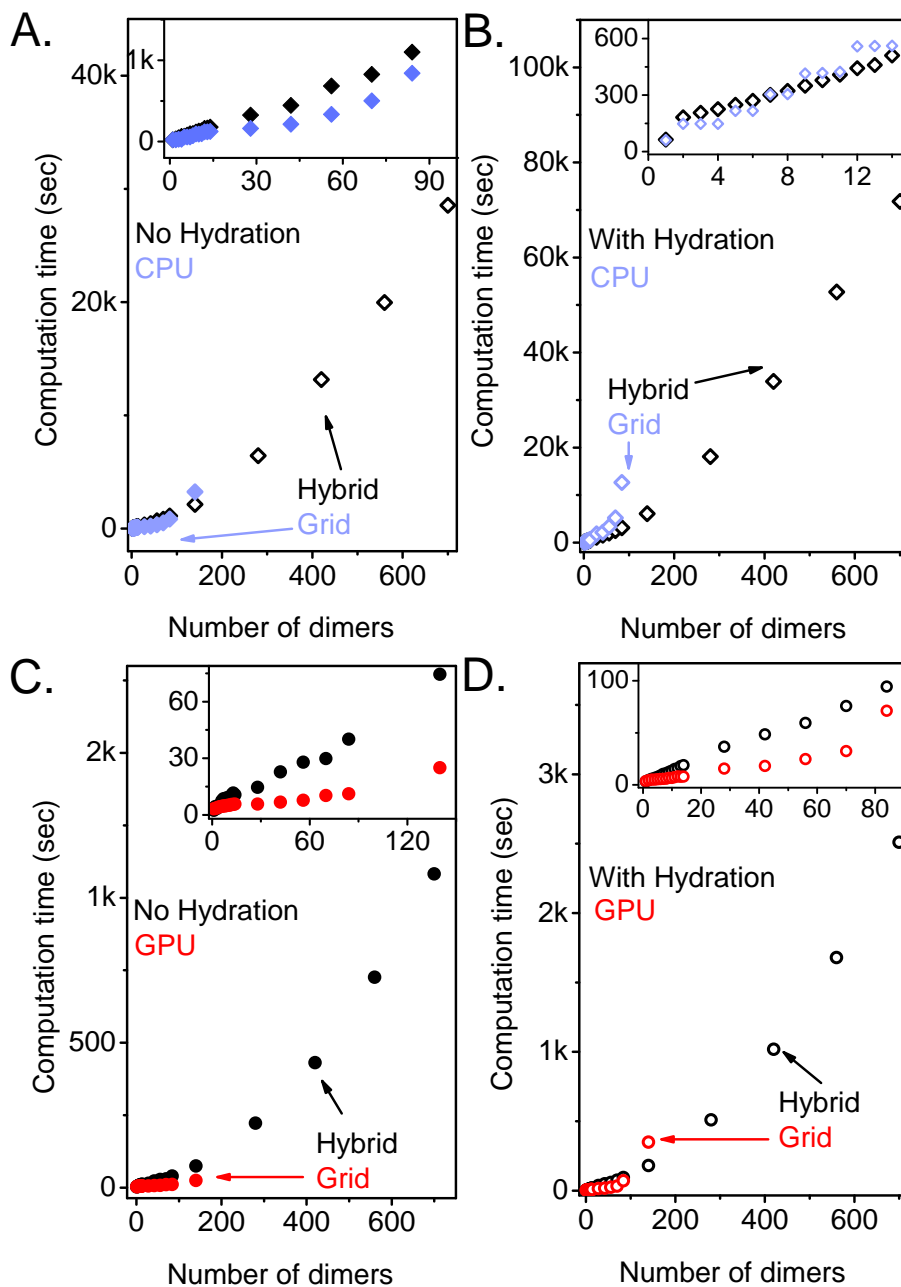 A.
40k
20k
0
0 200 400 600
Computation time (sec)
Number of dimers
1k
0
0 30 60 90
No Hydration
CPU
Hybrid
Grid
B.
100k
80k
60k
40k
20k
0
0 200 400 600
Computation time (sec)
Number of dimers
600
300
0
0 4 8 12
With Hydration
CPU
Hybrid
Grid
C.
2k
1k
500
0
0 200 400 600
Computation time (sec)
Number of dimers
75
60
30
0
0 60 120
No Hydration
GPU
Hybrid
Grid
D.
3k
2k
1k
0
0 200 400 600
Computation time (sec)
Number of dimers
100
0
0 20 40 60 80
With Hydration
GPU
Hybrid
Grid